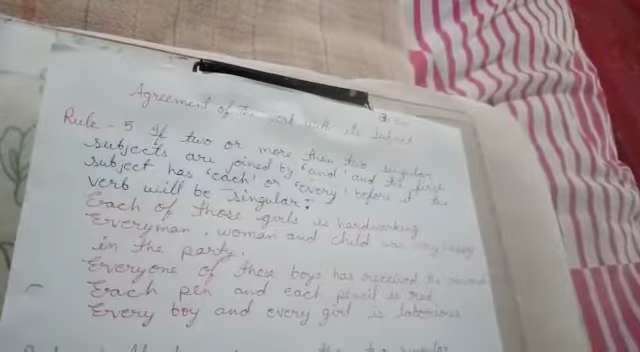 Agreement of the verb with its subject
Rule - 5 If two or more then two singular
subjects are joined by 'and' and the first
subject has 'each' or 'every' before it the
verb will be singular:
Each of those girls is hardworking
Everyman, woman and child was very happy
in the party.
Everyone of these boys has received the reward
Each pen and each pencil is red
Every boy and every girl is laborious